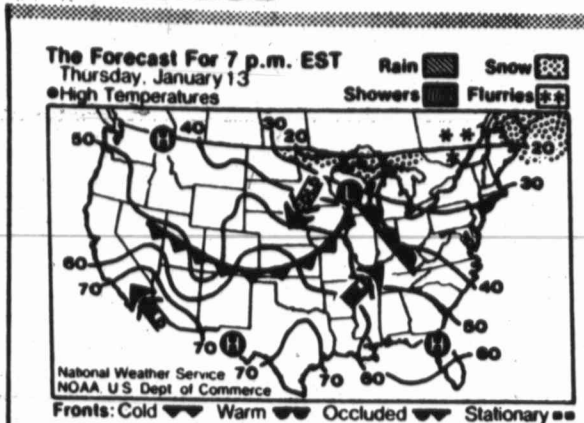 The Forecast For 7 p.m. EST
Thursday, January 13
●High Temperatures
Rain Snow
Showers Flurries
50 40 30 20 20
30
60
70
40
50
60
70 70 70 60
H
L
H
H
National Weather Service
NOAA U S Dept of Commerce
Fronts: Cold Warm Occluded Stationary